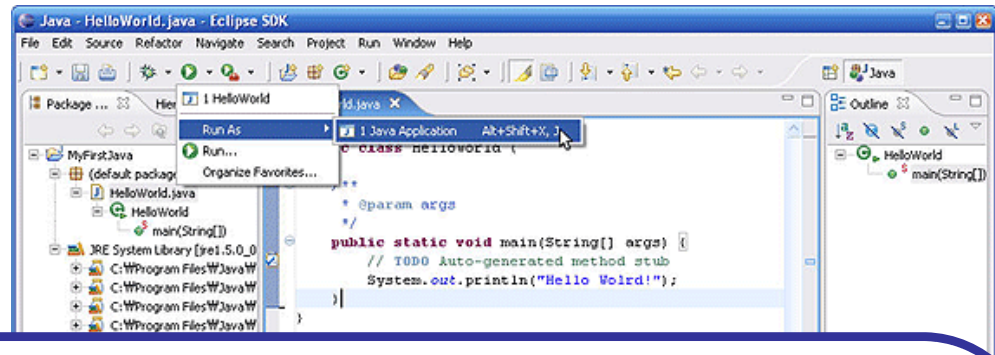 Java - HelloWorld.java - Eclipse SDK
File Edit Source Refactor Navigate Search Project Run Window Help
Java
Package ...
Hier
1 HelloWorld
Run As
Run...
Organize Favorites...
1 Java Application Alt+Shift+X, J
ld.java
Outline
MyFirstJava
(default package
HelloWorld.java
HelloWorld
main(String[])
JRE System Library [jre1.5.0_0
C:₩Program Files₩Java₩
C:₩Program Files₩Java₩
C:₩Program Files₩Java₩
C:₩Program Files₩Java₩
c class HelloWorld {
/**
* @param args
*/
public static void main(String[] args) {
// TODO Auto-generated method stub
System.out.println("Hello Wolrd!");
}
}
HelloWorld
main(String[])